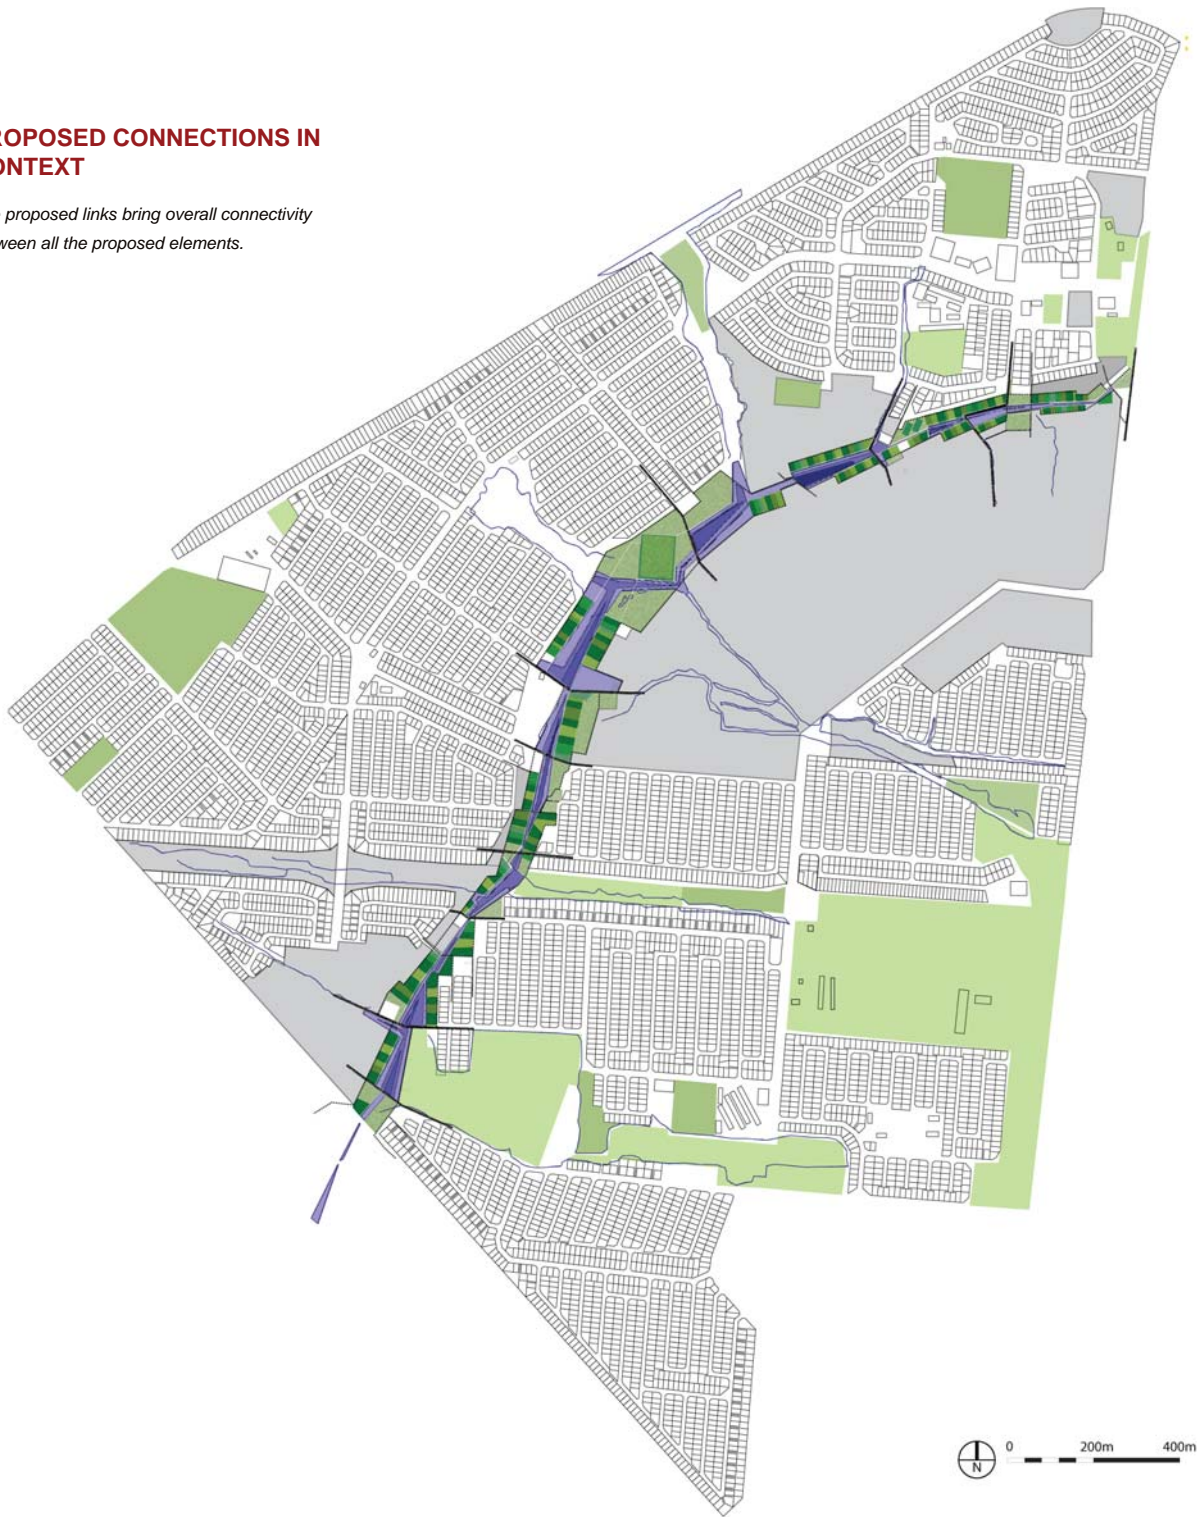 ROPOSED CONNECTIONS IN
ONTEXT
proposed links bring overall connectivity
ween all the proposed elements.
0 200m 400m
N